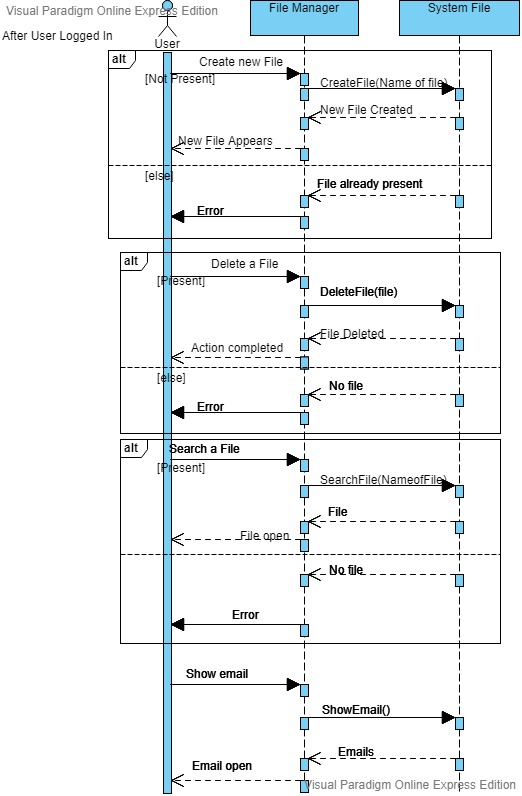 Visual Paradigm Online Express Edition
File Manager
System File
After User Logged In
User
alt
Create new File
[Not Present]
CreateFile(Name of file)
New File Created
New File Appears
[else]
File already present
Error
alt
Delete a File
[Present]
DeleteFile(file)
File Deleted
Action completed
[else]
No file
Error
alt
Search a File
[Present]
SearchFile(NameofFile)
File
File open
No file
Error
Show email
ShowEmail()
Emails
Email open
Visual Paradigm Online Express Edition